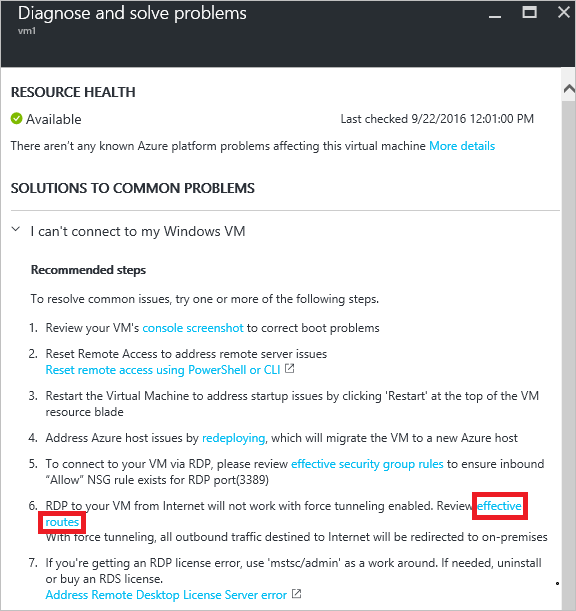 Diagnose and solve problems
vm1
RESOURCE HEALTH
Available
Last checked 9/22/2016 12:01:00 PM
There aren't any known Azure platform problems affecting this virtual machine More details
SOLUTIONS TO COMMON PROBLEMS
I can't connect to my Windows VM
Recommended steps
To resolve common issues, try one or more of the following steps.
1. Review your VM's console screenshot to correct boot problems
2. Reset Remote Access to address remote server issues
Reset remote access using PowerShell or CLI
3. Restart the Virtual Machine to address startup issues by clicking 'Restart' at the top of the VM
resource blade
4. Address Azure host issues by redeploying, which will migrate the VM to a new Azure host
5. To connect to your VM via RDP, please review effective security group rules to ensure inbound
"Allow" NSG rule exists for RDP port(3389)
6. RDP to your VM from Internet will not work with force tunneling enabled. Review effective
routes
With force tunneling, all outbound traffic destined to Internet will be redirected to on-premises
7. If you're getting an RDP license error, use 'mstsc/admin' as a work around. If needed, uninstall
or buy an RDS license.
Address Remote Desktop License Server error